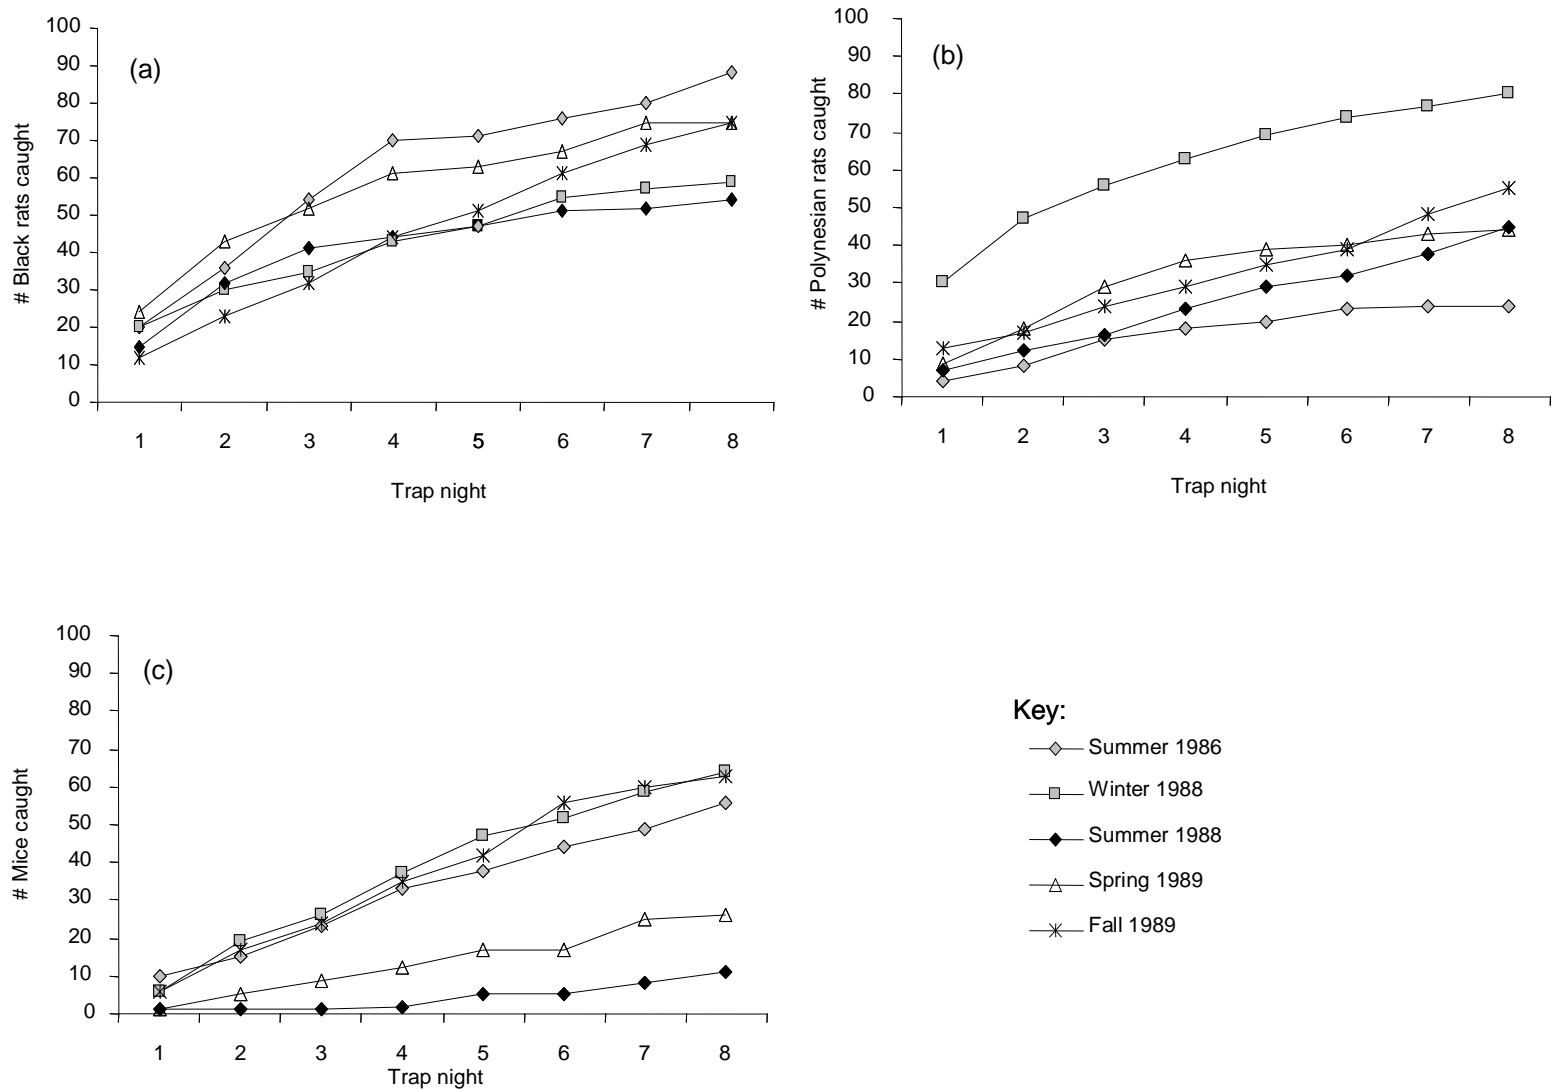 100
90
80
70
60
50
40
30
20
10
0
# Black rats caught
(a)
1 2 3 4 5 6 7 8
Trap night
100
90
80
70
60
50
40
30
20
10
0
# Polynesian rats caught
(b)
1 2 3 4 5 6 7 8
Trap night
100
90
80
70
60
50
40
30
20
10
0
# Mice caught
(c)
1 2 3 4 5 6 7 8
Trap night
Key:
Summer 1986
Winter 1988
Summer 1988
Spring 1989
Fall 1989